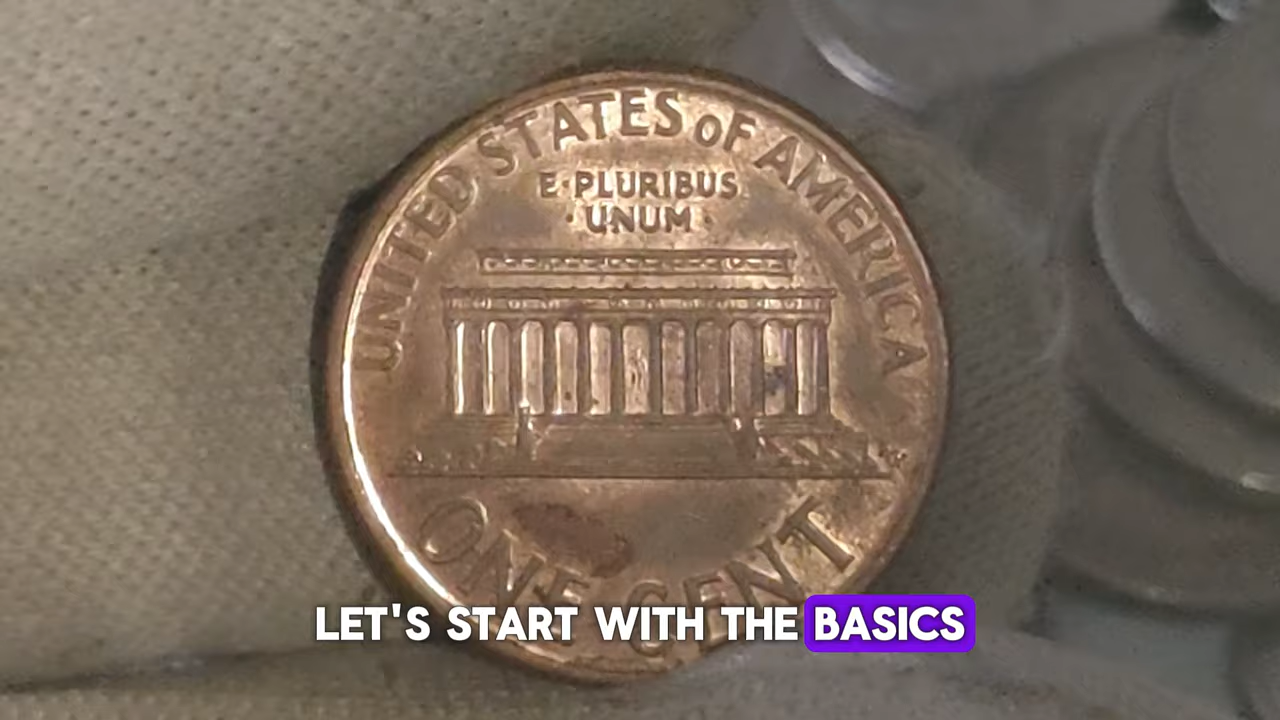 UNITED STATES OF AMERICA
E·PLURIBUS
·UNUM·
ONE CENT
LET'S START WITH THE BASICS